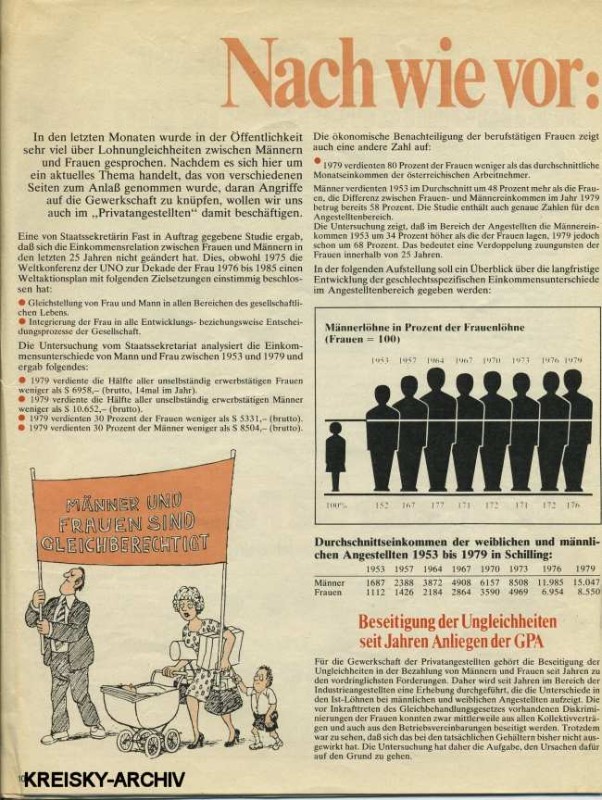 Nach wie vor:
In den letzten Monaten wurde in der Öffentlichkeit
sehr viel über Lohnungleichheiten zwischen Männern
und Frauen gesprochen. Nachdem es sich hier um
ein aktuelles Thema handelt, das von verschiedenen
Seiten zum Anlaß genommen wurde, daran Angriffe
auf die Gewerkschaft zu knüpfen, wollen wir uns
auch im „Privatangestellten" damit beschäftigen.
Eine von Staatssekretärin Fast in Auftrag gegebene Studie ergab,
daß sich die Einkommensrelation zwischen Frauen und Männern in
den letzten 25 Jahren nicht geändert hat. Dies, obwohl 1975 die
Weltkonferenz der UNO zur Dekade der Frau 1976 bis 1985 einen
Weltaktionsplan mit folgenden Zielsetzungen einstimmig beschlos-
sen hat:
● Gleichstellung von Frau und Mann in allen Bereichen des gesellschaftli-
chen Lebens.
● Integrierung der Frau in alle Entwicklungs- beziehungsweise Entschei-
dungsprozesse der Gesellschaft.
Die Untersuchung vom Staatssekretariat analysiert die Einkom-
mensunterschiede von Mann und Frau zwischen 1953 und 1979 und
ergab folgendes:
● 1979 verdiente die Hälfte aller unselbständig erwerbstätigen Frauen
weniger als S 6958,– (brutto, 14mal im Jahr).
● 1979 verdiente die Hälfte aller unselbständig erwerbstätigen Männer
weniger als S 10.652,– (brutto).
● 1979 verdienten 30 Prozent der Frauen weniger als S 5331,– (brutto).
● 1979 verdienten 30 Prozent der Männer weniger als S 8504,– (brutto).
MÄNNER UND
FRAUEN SIND
GLEICHBERECHTIGT
Die ökonomische Benachteiligung der berufstätigen Frauen zeigt
auch eine andere Zahl auf:
● 1979 verdienten 80 Prozent der Frauen weniger als das durchschnittliche
Monatseinkommen der österreichischen Arbeitnehmer.
Männer verdienten 1953 im Durchschnitt um 48 Prozent mehr als die Frau-
en, die Differenz zwischen Frauen- und Männereinkommen im Jahr 1979
betrug bereits 58 Prozent. Die Studie enthält auch genaue Zahlen für den
Angestelltenbereich.
Die Untersuchung zeigt, daß im Bereich der Angestellten die Männerein-
kommen 1953 um 34 Prozent höher als die der Frauen lagen, 1979 jedoch
schon um 68 Prozent. Das bedeutet eine Verdoppelung zuungunsten der
Frauen innerhalb von 25 Jahren.
In der folgenden Aufstellung soll ein Überblick über die langfristige
Entwicklung der geschlechtsspezifischen Einkommensunterschiede
im Angestelltenbereich gegeben werden:
Männerlöhne in Prozent der Frauenlöhne
(Frauen = 100)
1953 1957 1964 1967 1970 1973 1976 1979
100% 152 167 177 171 172 171 172 176
Durchschnittseinkommen der weiblichen und männli-
chen Angestellten 1953 bis 1979 in Schilling:
1953 1957 1964 1967 1970 1973 1976 1979
Männer 1687 2388 3872 4908 6157 8508 11.985 15.047
Frauen 1112 1426 2184 2864 3590 4969 6.954 8.550
Beseitigung der Ungleichheiten
seit Jahren Anliegen der GPA
Für die Gewerkschaft der Privatangestellten gehört die Beseitigung der
Ungleichheiten in der Bezahlung von Männern und Frauen seit Jahren zu
den vordringlichsten Forderungen. Daher wird seit Jahren im Bereich der
Industrieangestellten eine Erhebung durchgeführt, die die Unterschiede in
den Ist-Löhnen bei männlichen und weiblichen Angestellten aufzeigt. Die
vor Inkrafttreten des Gleichbehandlungsgesetzes vorhandenen Diskrimi-
nierungen der Frauen konnten zwar mittlerweile aus allen Kollektivverträ-
gen und auch aus den Betriebsvereinbarungen beseitigt werden. Trotzdem
war zu sehen, daß sich das bei den tatsächlichen Gehältern bisher nicht aus-
gewirkt hat. Die Untersuchung hat daher die Aufgabe, den Ursachen dafür
auf den Grund zu gehen.
10
KREISKY-ARCHIV